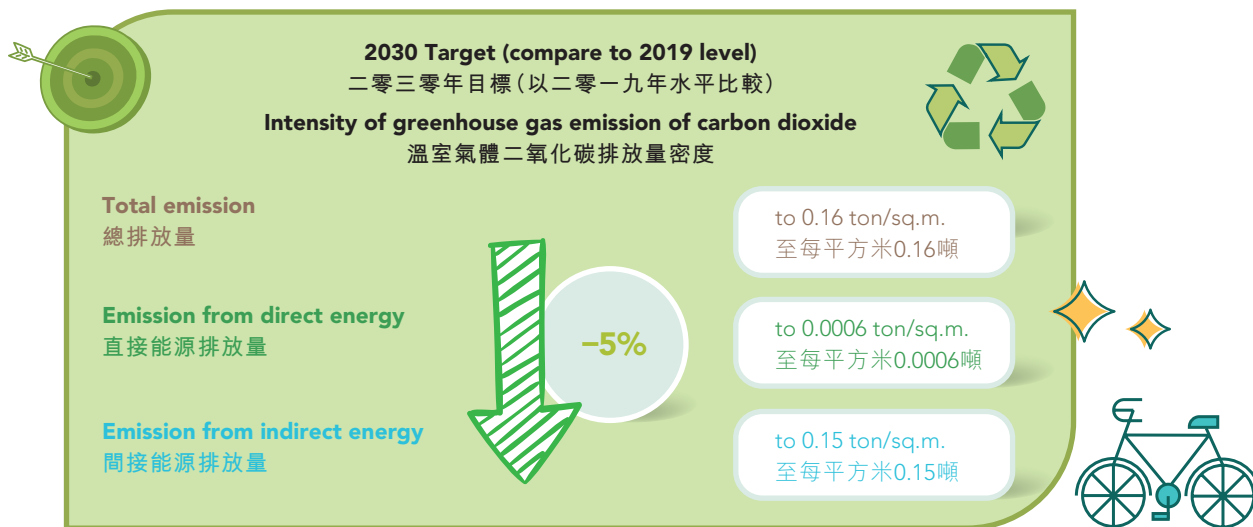 2030 Target (compare to 2019 level)
二零三零年目標（以二零一九年水平比較）
Intensity of greenhouse gas emission of carbon dioxide
溫室氣體二氧化碳排放量密度
Total emission
總排放量
to 0.16 ton/sq.m.
至每平方米0.16噸
Emission from direct energy
直接能源排放量
−5%
to 0.0006 ton/sq.m.
至每平方米0.0006噸
Emission from indirect energy
間接能源排放量
to 0.15 ton/sq.m.
至每平方米0.15噸